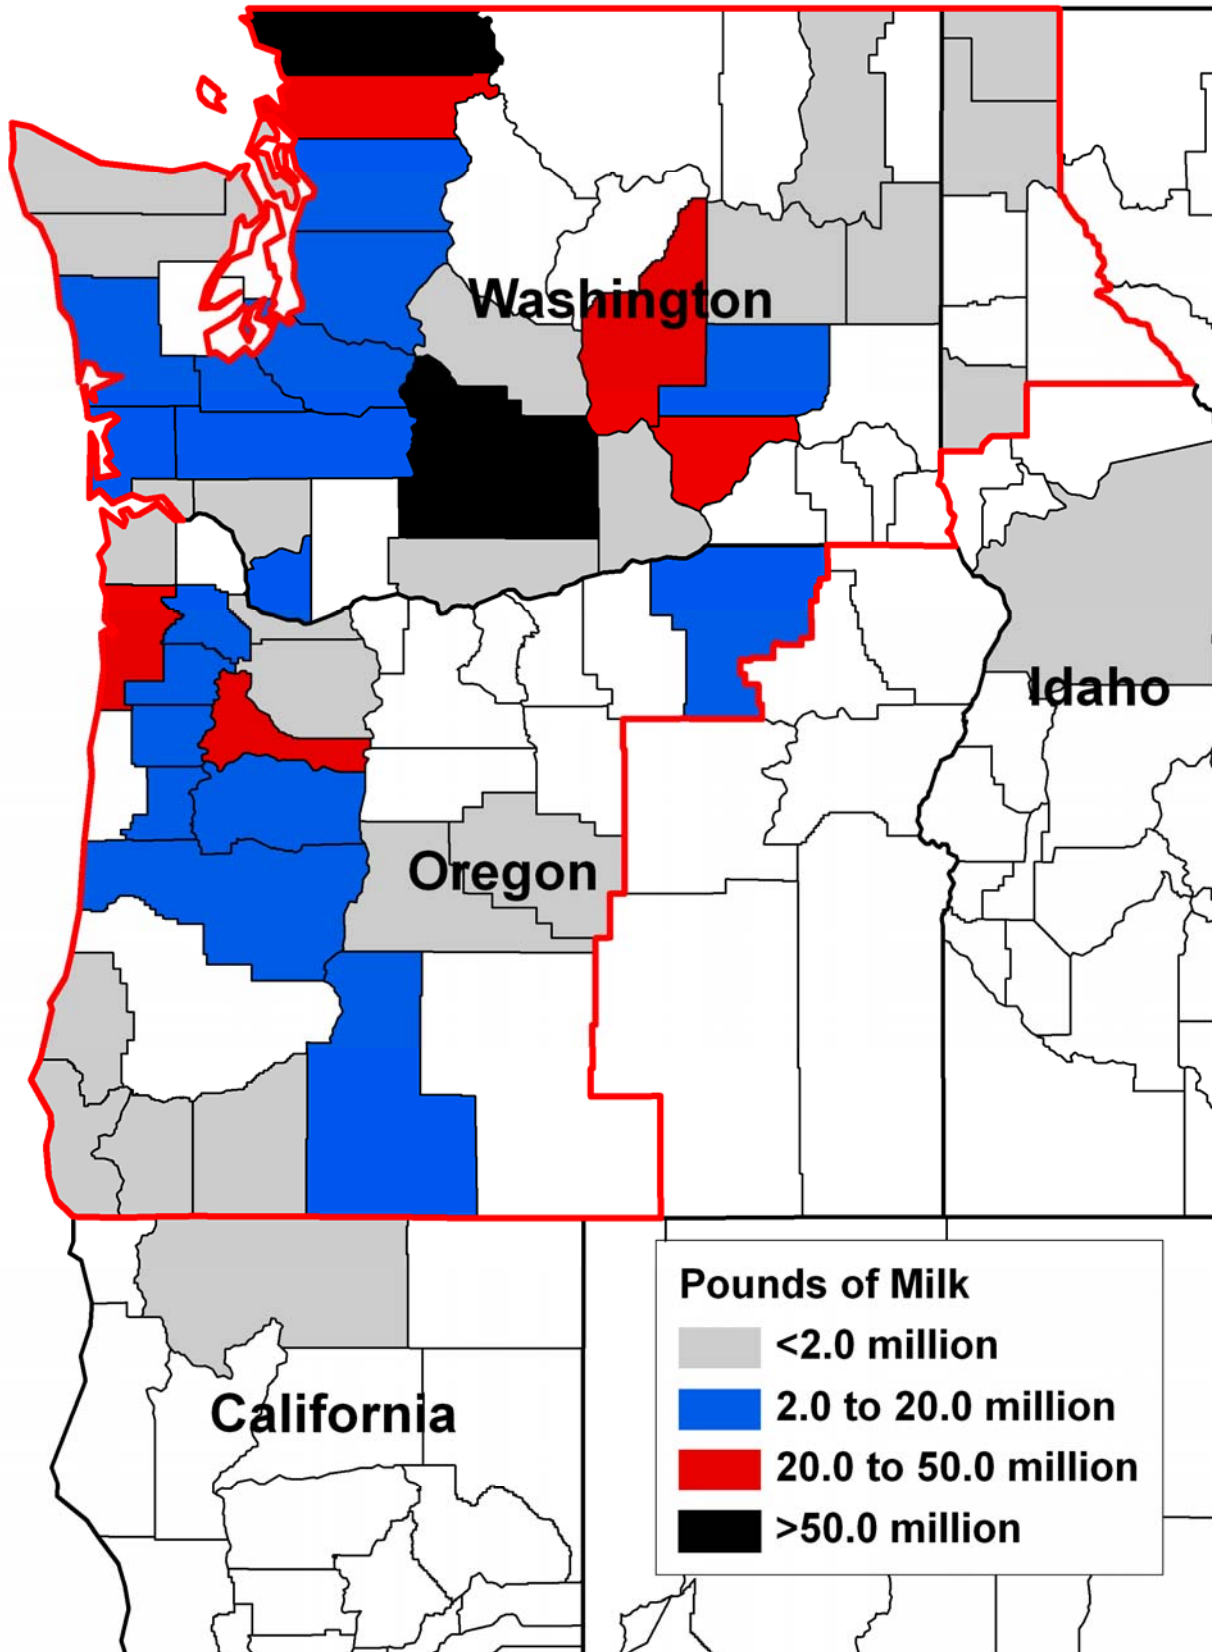 Washington
Idaho
Oregon
Pounds of Milk
<2.0 million
2.0 to 20.0 million
20.0 to 50.0 million
>50.0 million
California